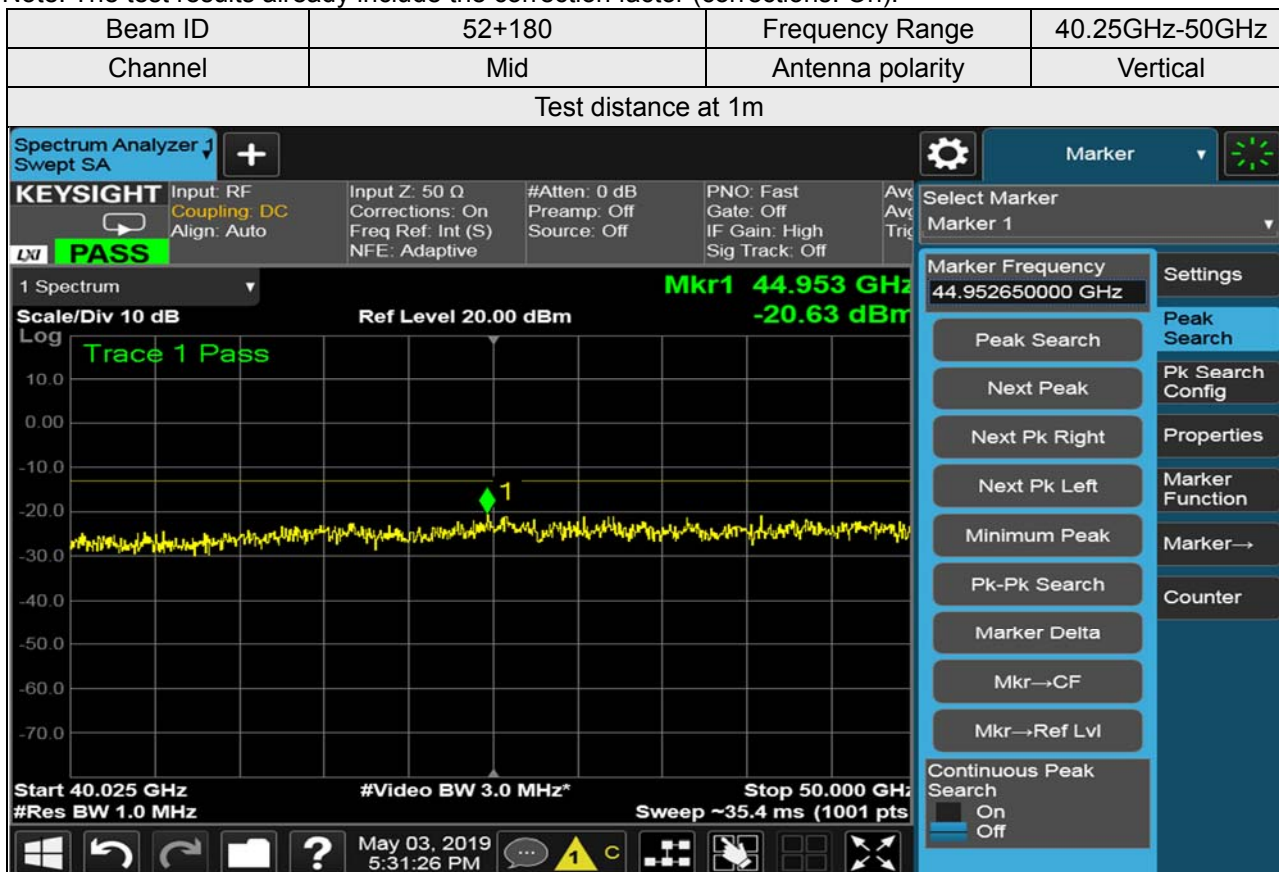 Note: The test results already include the correction factor (corrections: On).
Beam ID 52+180 Frequency Range 40.25GHz-50GHz
Channel Mid Antenna polarity Vertical
Test distance at 1m
Spectrum Analyzer 1
Swept SA
+
Marker
KEYSIGHT
LXI PASS
Input: RF
Coupling: DC
Align: Auto
Input Z: 50 Ω
Corrections: On
Freq Ref: Int (S)
NFE: Adaptive
#Atten: 0 dB
Preamp: Off
Source: Off
PNO: Fast
Gate: Off
IF Gain: High
Sig Track: Off
Avg
Avg
Trig
Select Marker
Marker 1
1 Spectrum
Scale/Div 10 dB
Log
Ref Level 20.00 dBm
Mkr1 44.953 GHz
-20.63 dBm
Trace 1 Pass
10.0
0.00
-10.0
-20.0
-30.0
-40.0
-50.0
-60.0
-70.0
1
Start 40.025 GHz
#Res BW 1.0 MHz
#Video BW 3.0 MHz*
Stop 50.000 GHz
Sweep ~35.4 ms (1001 pts
Marker Frequency
44.952650000 GHz
Peak Search
Next Peak
Next Pk Right
Next Pk Left
Minimum Peak
Pk-Pk Search
Marker Delta
Mkr→CF
Mkr→Ref Lvl
Continuous Peak
Search
On
Off
Settings
Peak
Search
Pk Search
Config
Properties
Marker
Function
Marker→
Counter
?
May 03, 2019
5:31:26 PM
1
C